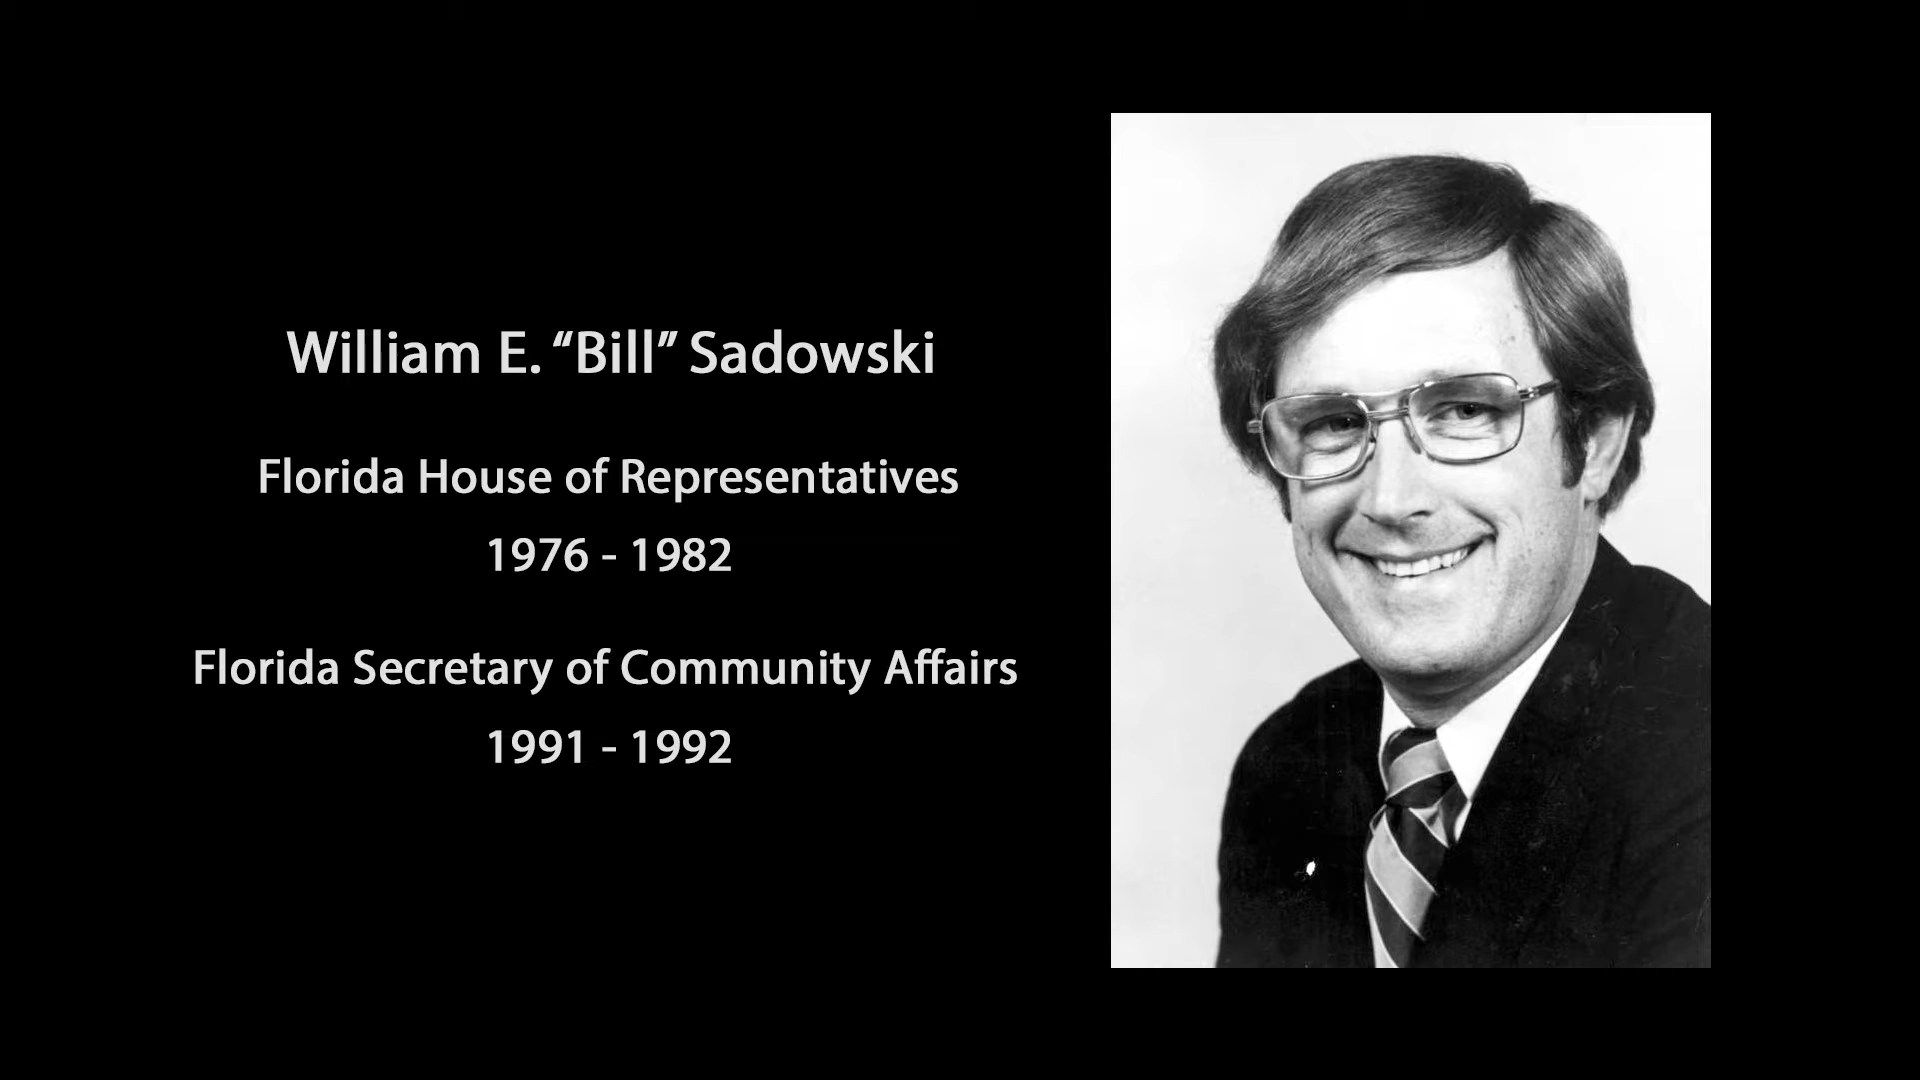 William E. “Bill” Sadowski
Florida House of Representatives
1976 - 1982
Florida Secretary of Community Affairs
1991 - 1992